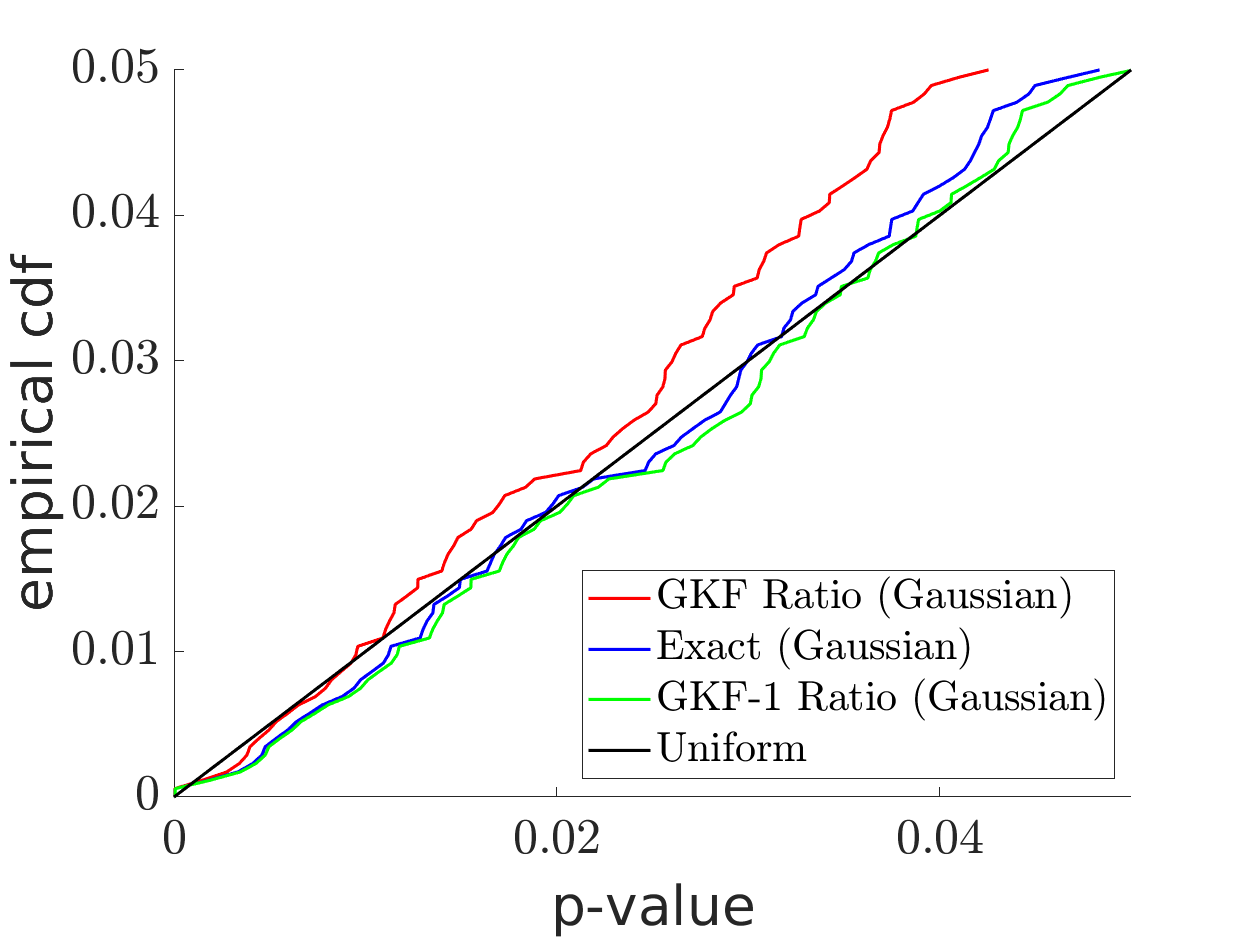 0.05
0.04
0.03
0.02
0.01
0
empirical cdf
GKF Ratio (Gaussian)
Exact (Gaussian)
GKF-1 Ratio (Gaussian)
Uniform
0 0.02 0.04
p-value